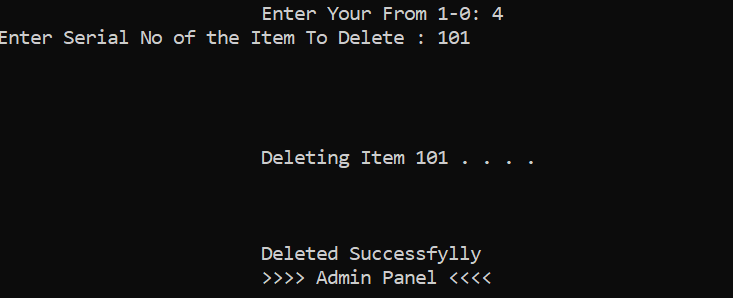 Enter Your From 1-0: 4
Enter Serial No of the Item To Delete : 101
Deleting Item 101 . . . .
Deleted Successfylly
>>>> Admin Panel <<<<